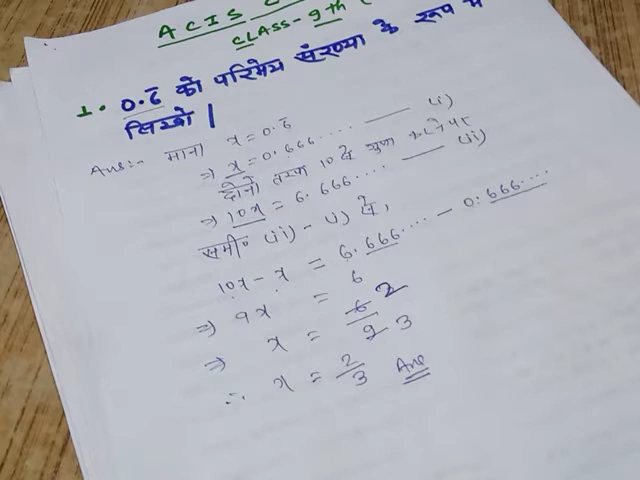 ACIS C
CLASS-9th (
1. 0.6̅ को परिमेय संख्या के रूप में
लिखो |
Ans:- माना x = 0.6̅
⇒ x = 0.666.... —— (i)
दोनों तरफ 10 से गुणा करने पर
⇒ 10x = 6.666.... —— (ii)
समी० (ii) - (i) से,
10x - x = 6.666.... - 0.666....
⇒ 9x = 6
⇒ x = 6 2 / 9 3
∴ x = 2/3 Ans